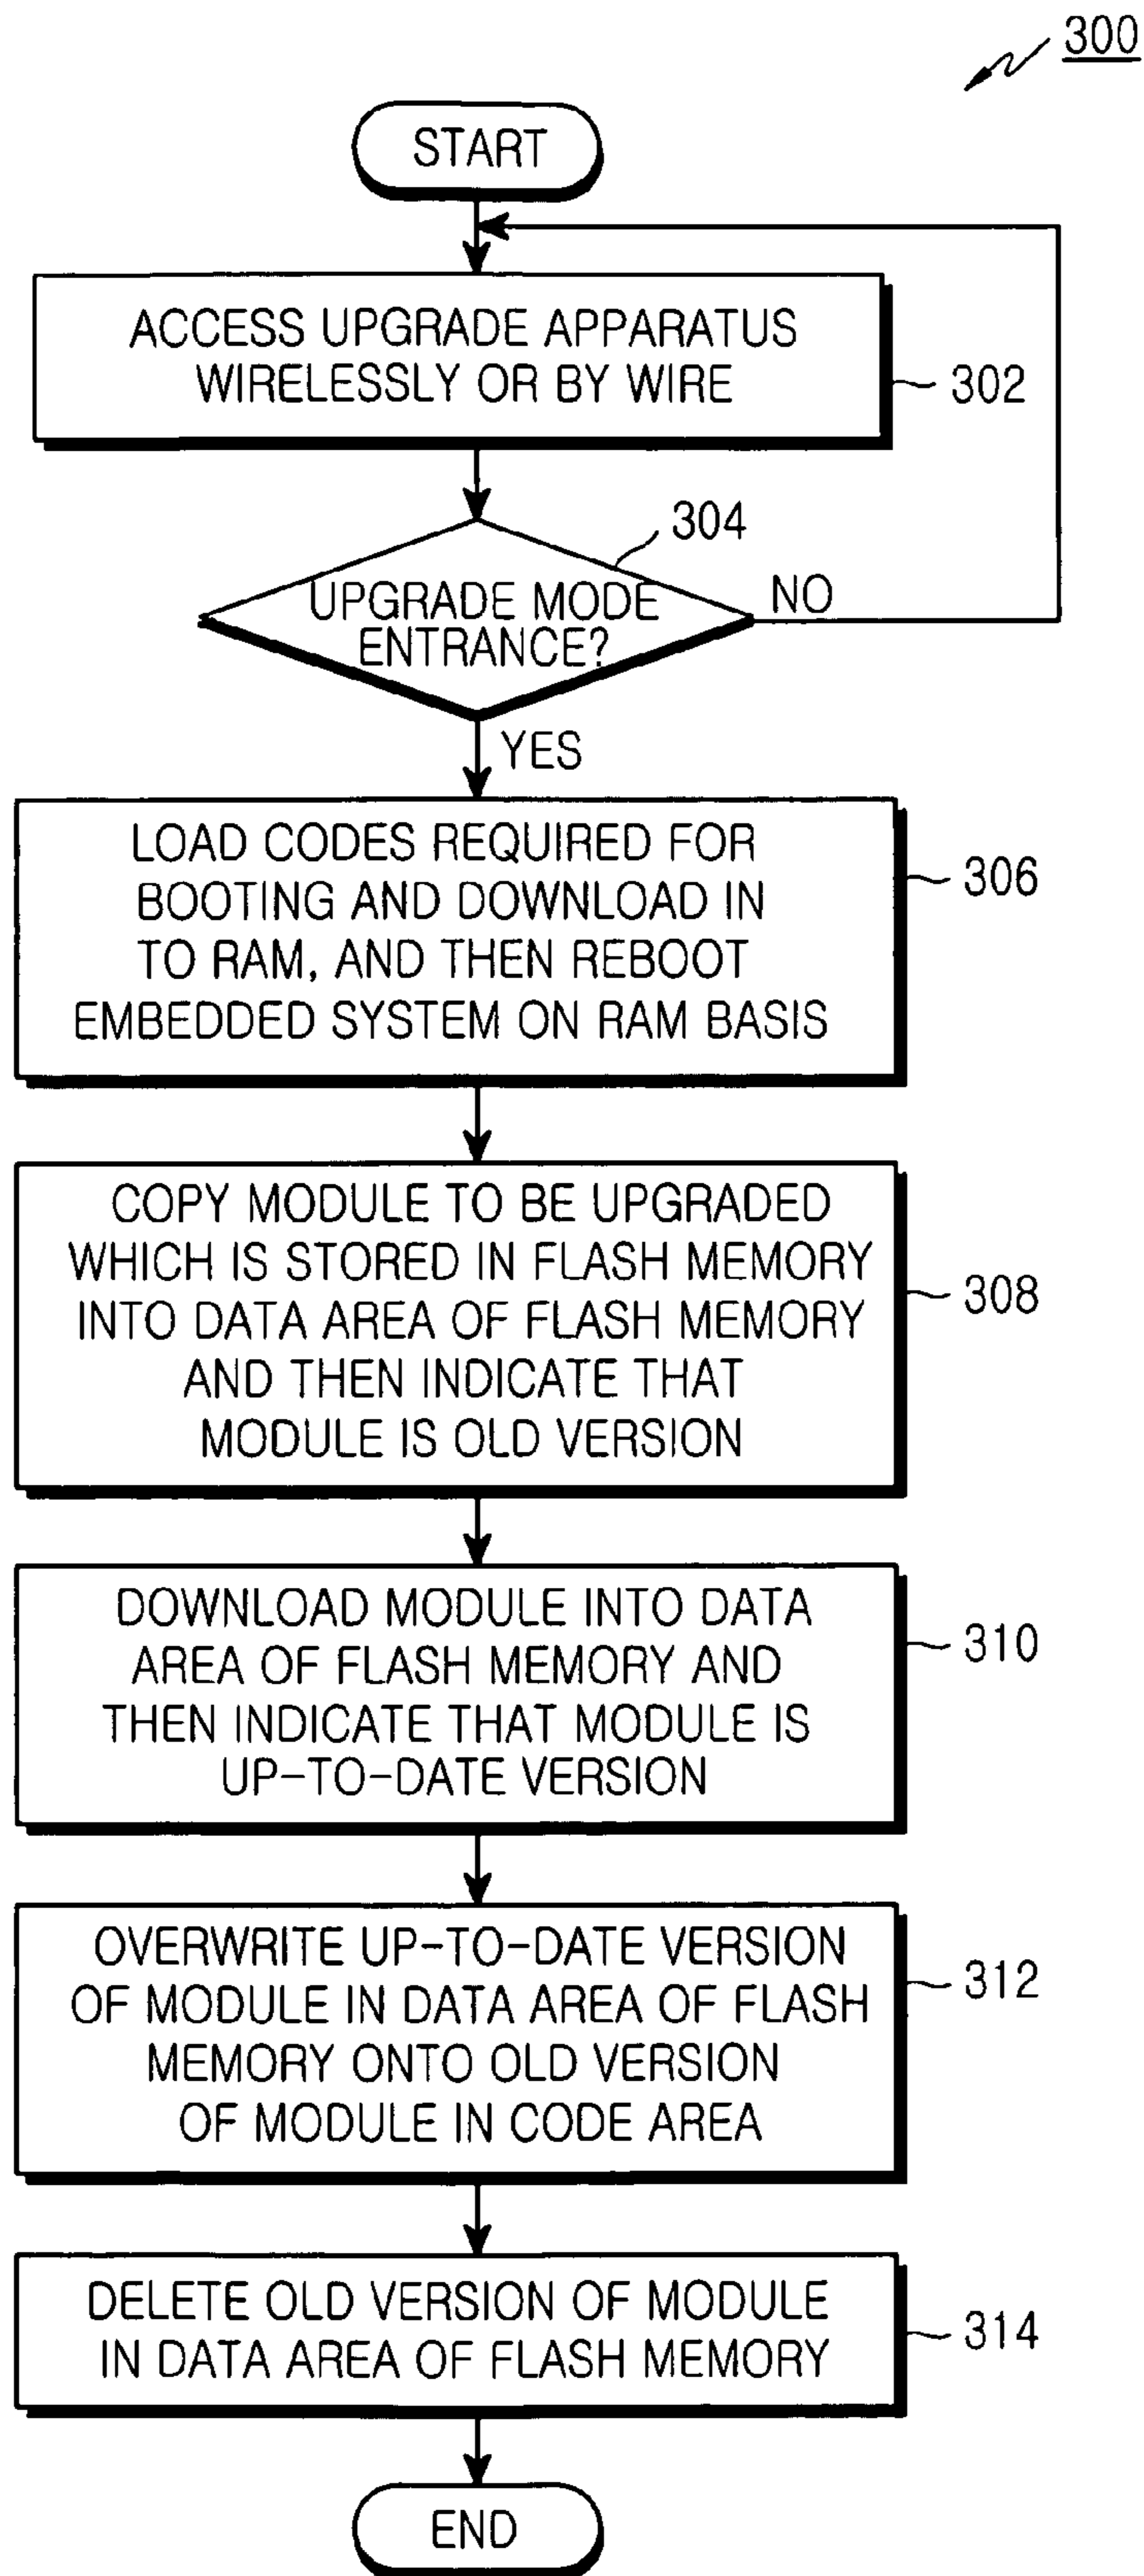 300
START
ACCESS UPGRADE APPARATUS
WIRELESSLY OR BY WIRE
302
304
UPGRADE MODE
ENTRANCE?
NO
YES
LOAD CODES REQUIRED FOR
BOOTING AND DOWNLOAD IN
TO RAM, AND THEN REBOOT
EMBEDDED SYSTEM ON RAM BASIS
306
COPY MODULE TO BE UPGRADED
WHICH IS STORED IN FLASH MEMORY
INTO DATA AREA OF FLASH MEMORY
AND THEN INDICATE THAT
MODULE IS OLD VERSION
308
DOWNLOAD MODULE INTO DATA
AREA OF FLASH MEMORY AND
THEN INDICATE THAT MODULE IS
UP-TO-DATE VERSION
310
OVERWRITE UP-TO-DATE VERSION
OF MODULE IN DATA AREA OF FLASH
MEMORY ONTO OLD VERSION
OF MODULE IN CODE AREA
312
DELETE OLD VERSION OF MODULE
IN DATA AREA OF FLASH MEMORY
314
END